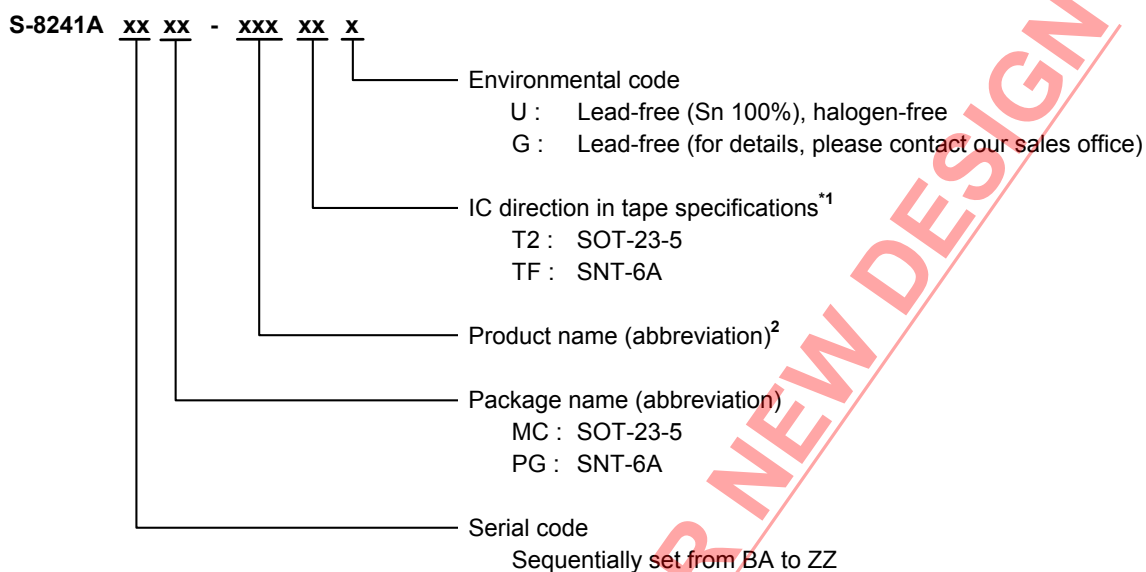 S-8241A xx xx - xxx xx x
Environmental code
U : Lead-free (Sn 100%), halogen-free
G : Lead-free (for details, please contact our sales office)
IC direction in tape specifications*1
T2 : SOT-23-5
TF : SNT-6A
Product name (abbreviation)2
Package name (abbreviation)
MC : SOT-23-5
PG : SNT-6A
Serial code
Sequentially set from BA to ZZ
R NEW DESIGN